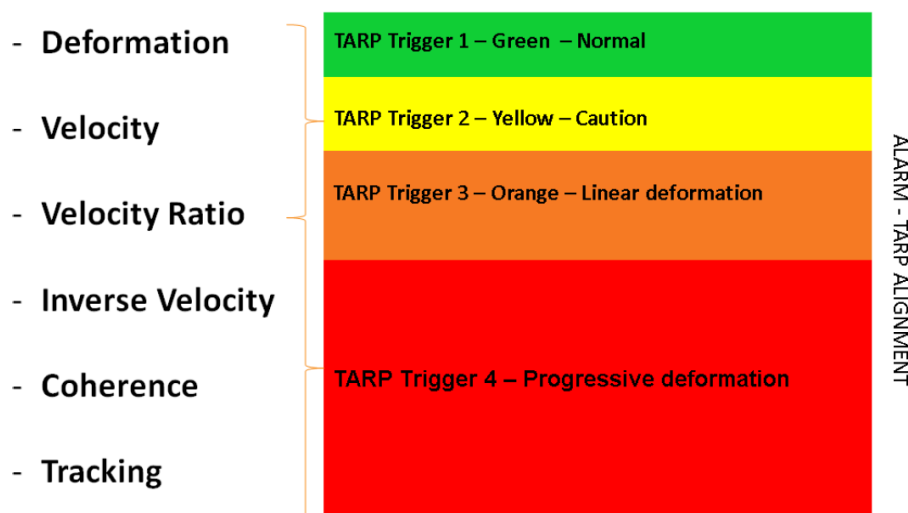 - Deformation
- Velocity
- Velocity Ratio
- Inverse Velocity
- Coherence
- Tracking
TARP Trigger 1 – Green – Normal
TARP Trigger 2 – Yellow – Caution
TARP Trigger 3 – Orange – Linear deformation
TARP Trigger 4 – Progressive deformation
ALARM - TARP ALIGNMENT